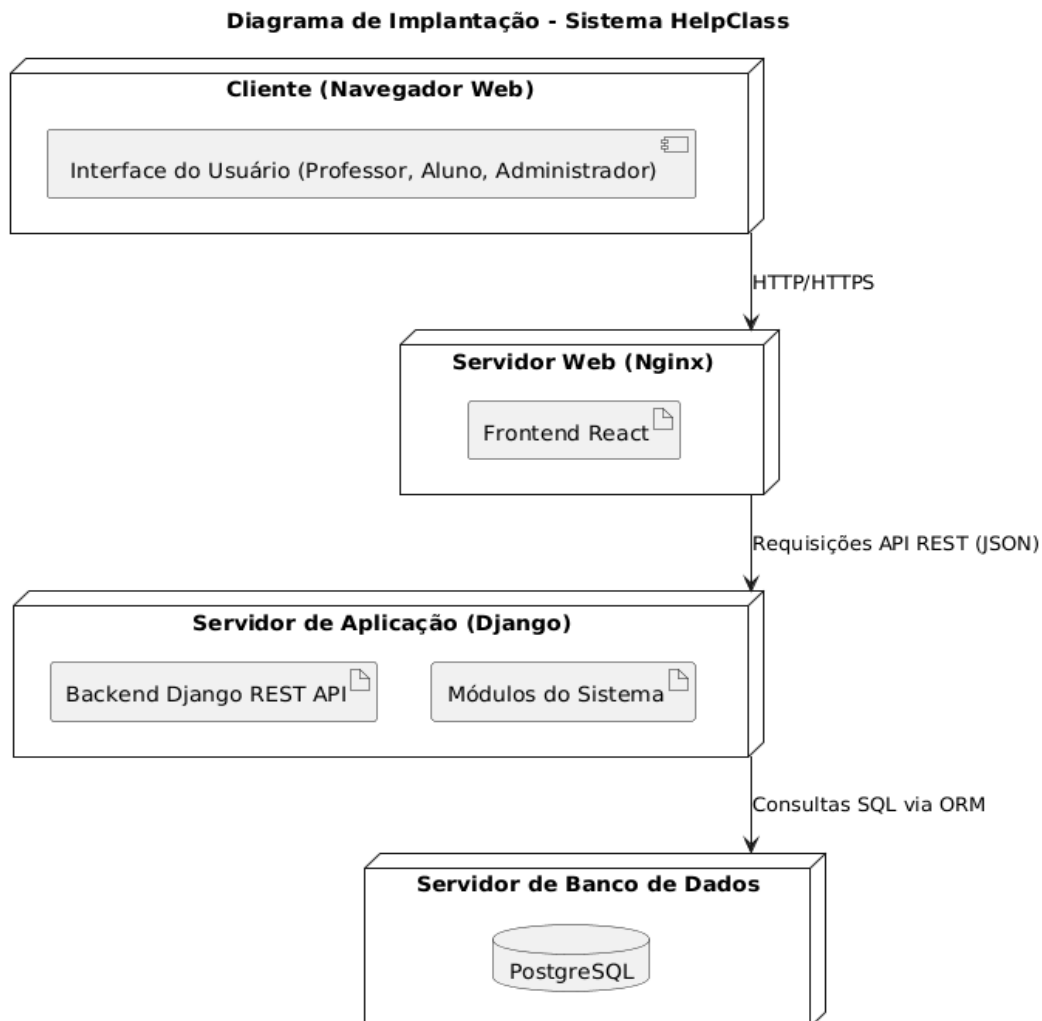 Diagrama de Implantação - Sistema HelpClass
Cliente (Navegador Web)
Interface do Usuário (Professor, Aluno, Administrador)
HTTP/HTTPS
Servidor Web (Nginx)
Frontend React
Requisições API REST (JSON)
Servidor de Aplicação (Django)
Backend Django REST API
Módulos do Sistema
Consultas SQL via ORM
Servidor de Banco de Dados
PostgreSQL